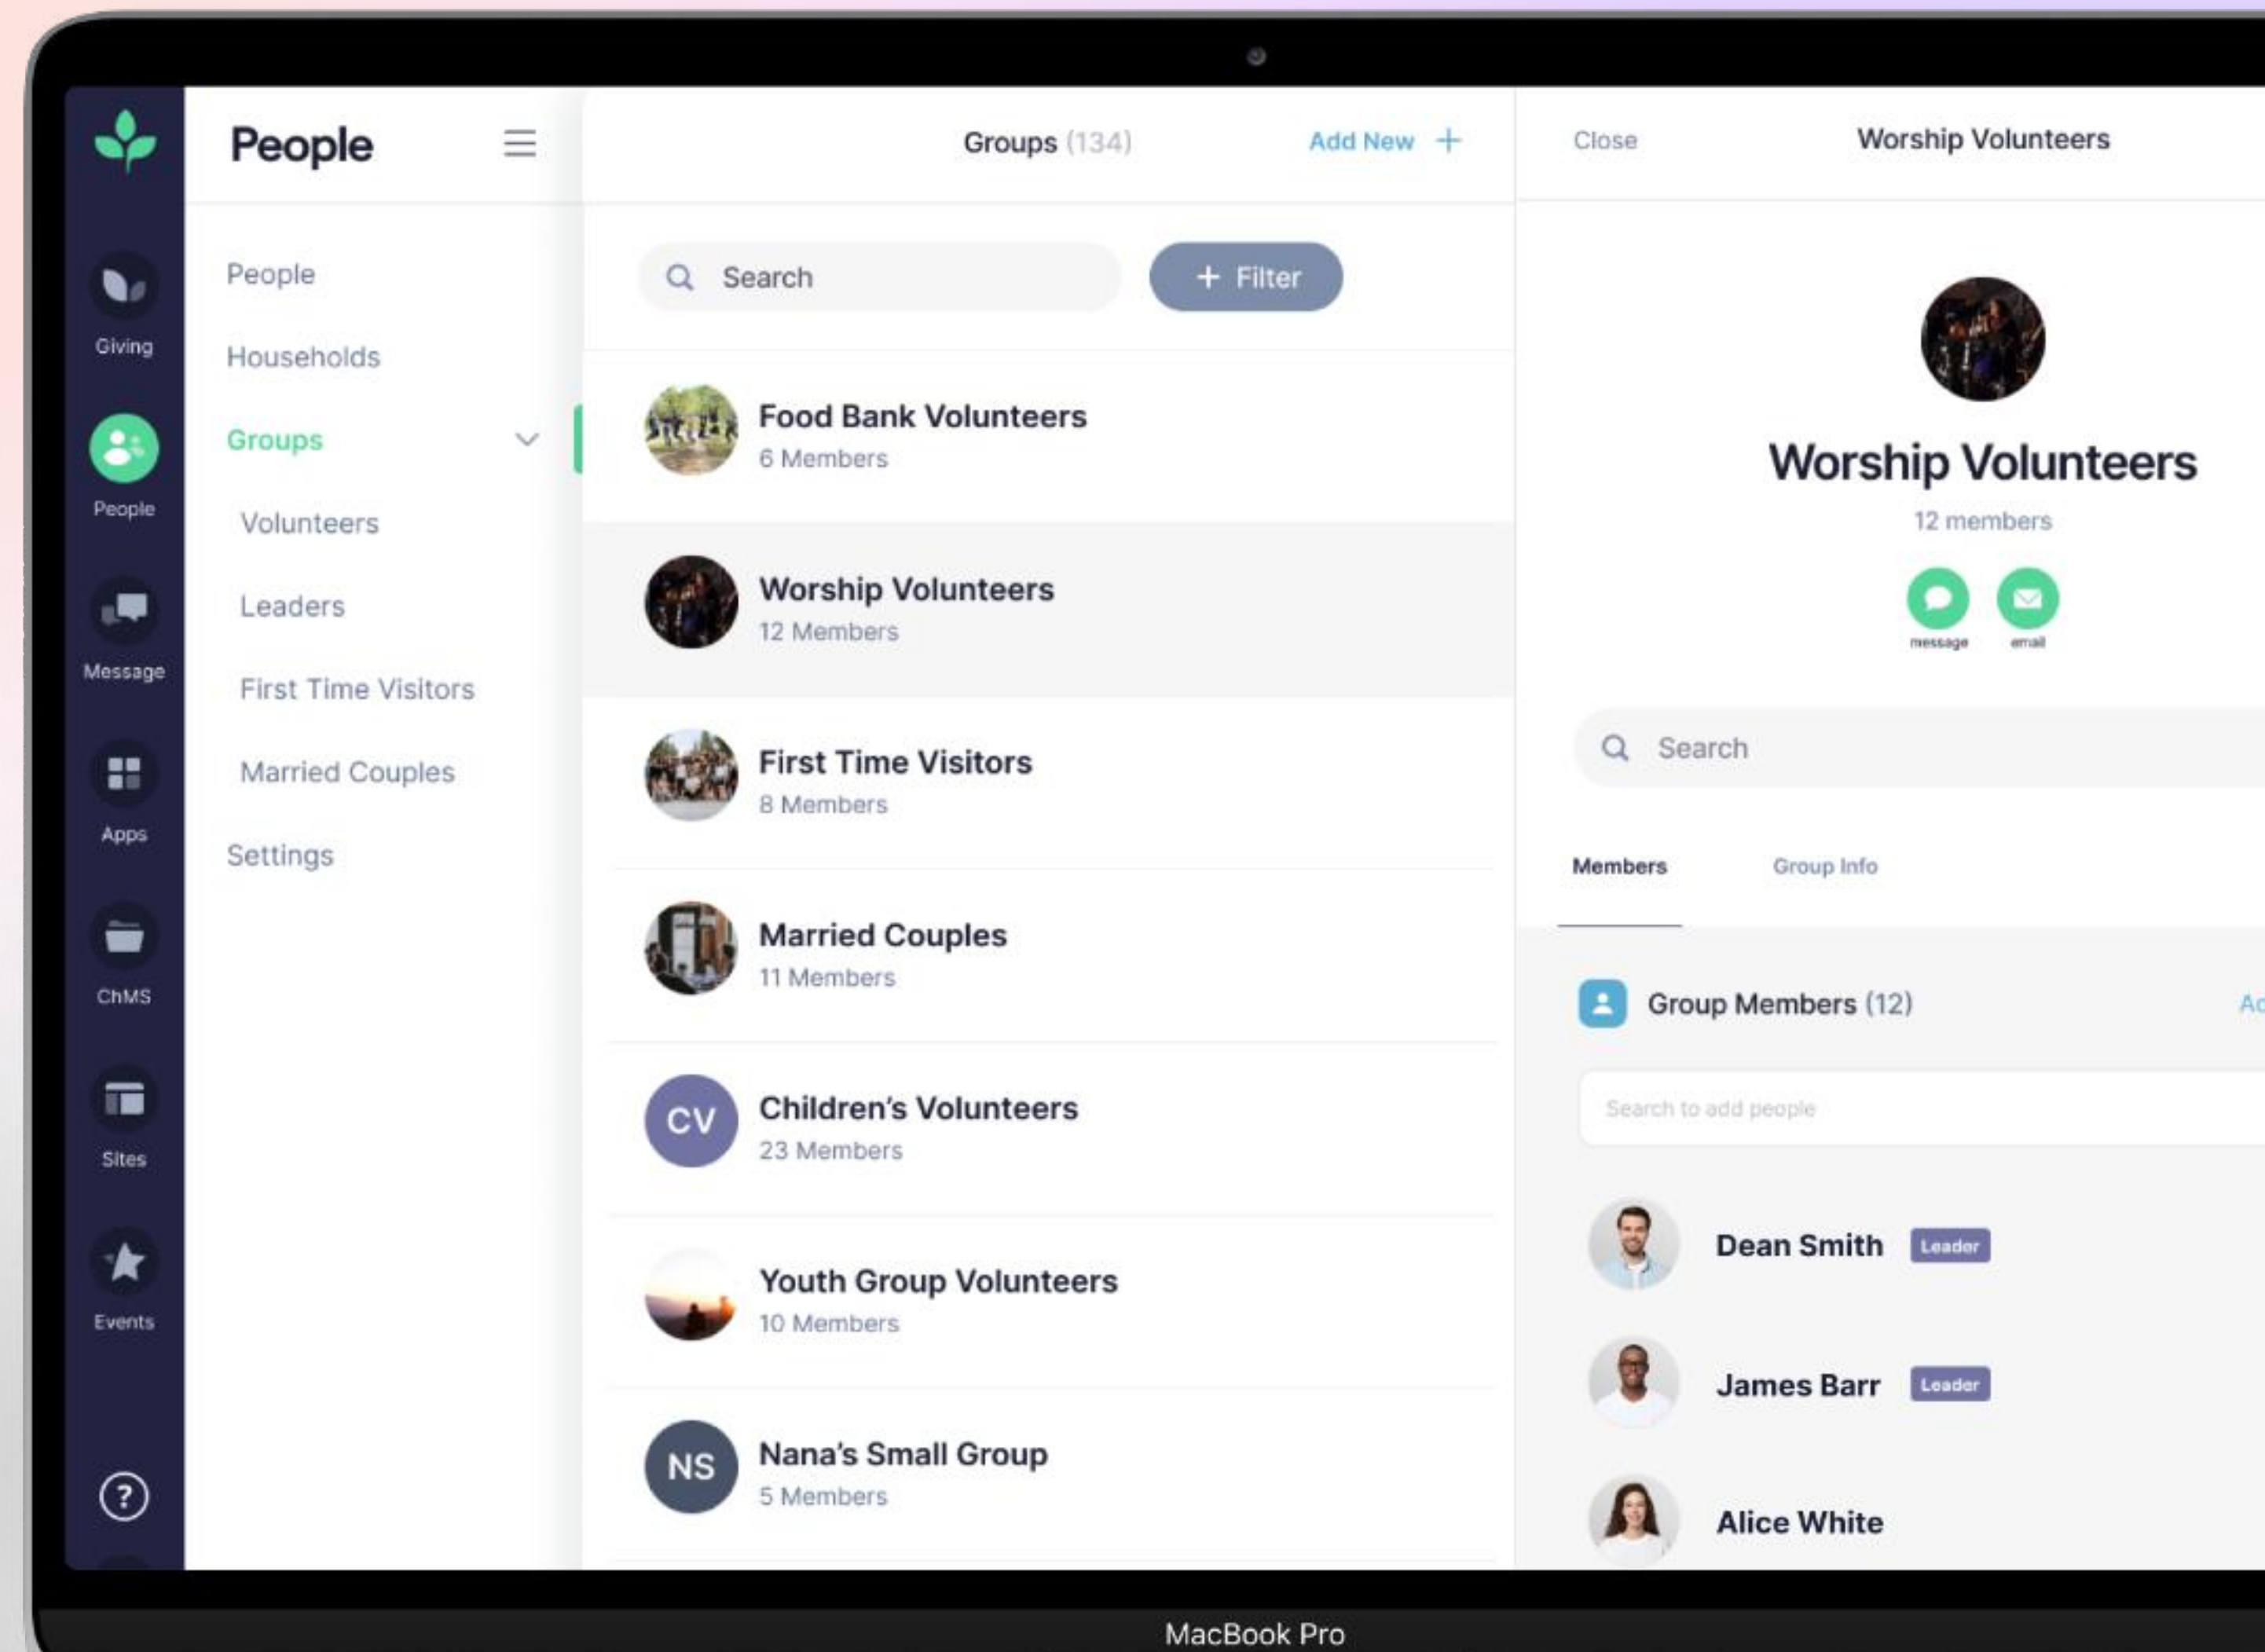 Giving
People
Message
Apps
ChMS
Sites
Events
?
People
People
Households
Groups
Volunteers
Leaders
First Time Visitors
Married Couples
Settings
Groups (134)
Add New +
Search
+ Filter
Food Bank Volunteers
6 Members
Worship Volunteers
12 Members
First Time Visitors
8 Members
Married Couples
11 Members
CV
Children’s Volunteers
23 Members
Youth Group Volunteers
10 Members
NS
Nana’s Small Group
5 Members
Close
Worship Volunteers
Worship Volunteers
12 members
message
email
Search
Members
Group Info
Group Members (12)
Search to add people
Dean Smith
Leader
James Barr
Leader
Alice White
MacBook Pro